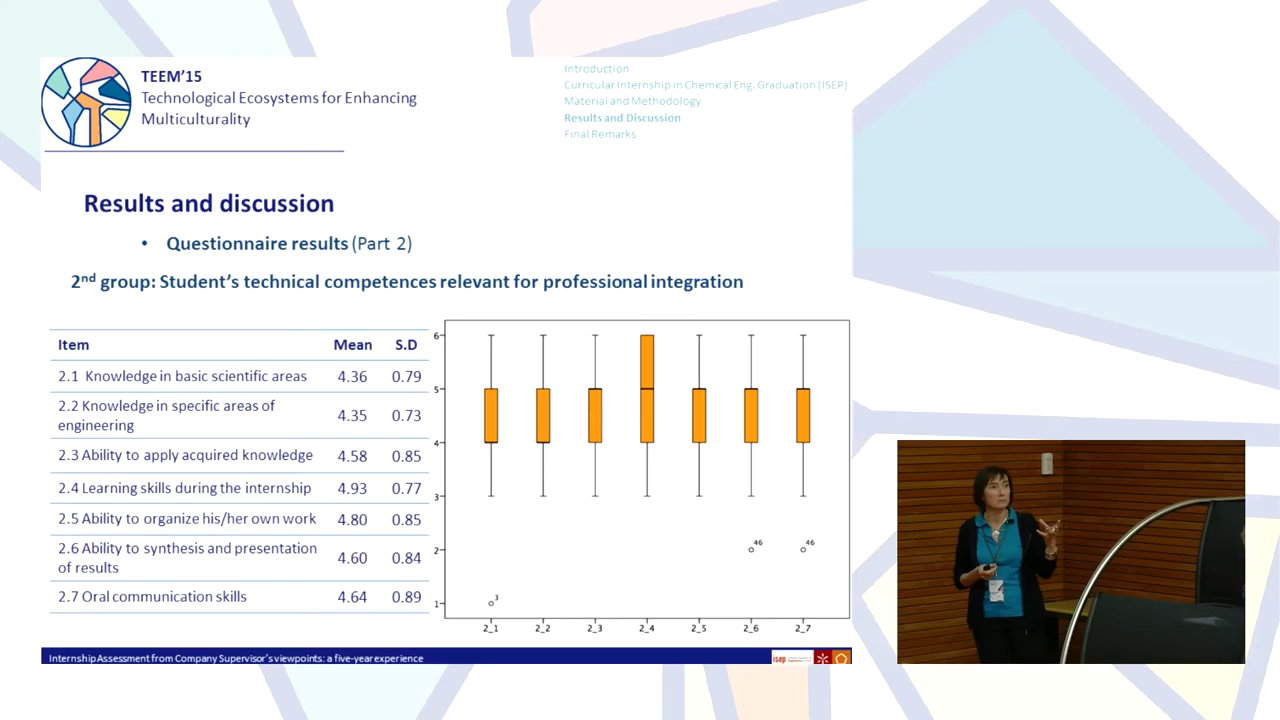 TEEM'15
Technological Ecosystems for Enhancing
Multiculturality
Introduction
Curricular Internship in Chemical Eng. Graduation (ISEP)
Material and Methodology
Results and Discussion
Final Remarks
Results and discussion
• Questionnaire results (Part 2)
2nd group: Student's technical competences relevant for professional integration
Item Mean S.D
2.1 Knowledge in basic scientific areas 4.36 0.79
2.2 Knowledge in specific areas of
engineering 4.35 0.73
2.3 Ability to apply acquired knowledge 4.58 0.85
2.4 Learning skills during the internship 4.93 0.77
2.5 Ability to organize his/her own work 4.80 0.85
2.6 Ability to synthesis and presentation
of results 4.60 0.84
2.7 Oral communication skills 4.64 0.89
6
5
4
3
2
1
46
46
3
2_1 2_2 2_3 2_4 2_5 2_6 2_7
Internship Assessment from Company Supervisor's viewpoints: a five-year experience
isep